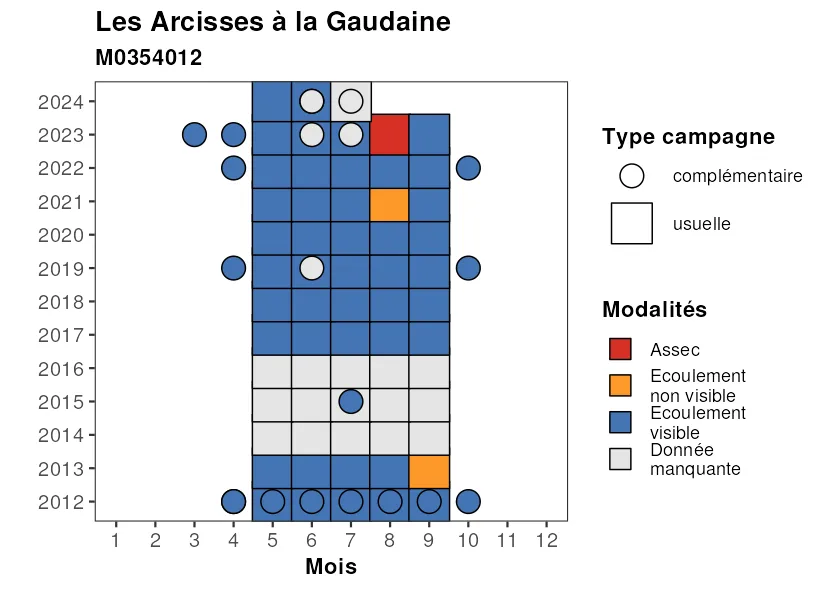 Les Arcisses à la Gaudaine
M0354012
2024
2023
2022
2021
2020
2019
2018
2017
2016
2015
2014
2013
2012
1 2 3 4 5 6 7 8 9 10 11 12
Mois
Type campagne
complémentaire
usuelle
Modalités
Assec
Ecoulement
non visible
Ecoulement
visible
Donnée
manquante